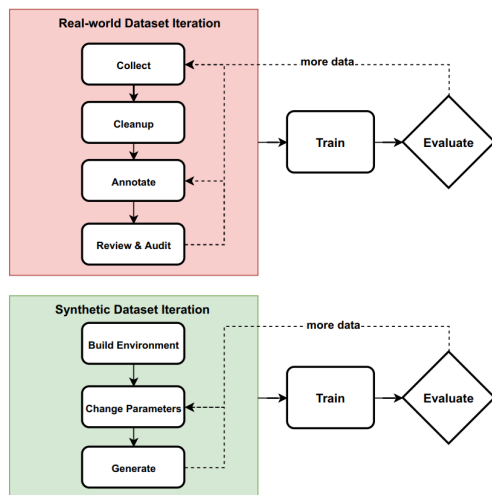 Real-world Dataset Iteration
Collect
more data
Cleanup
Train
Evaluate
Annotate
Review & Audit
Synthetic Dataset Iteration
more data
Build Environment
Train
Evaluate
Change Parameters
Generate